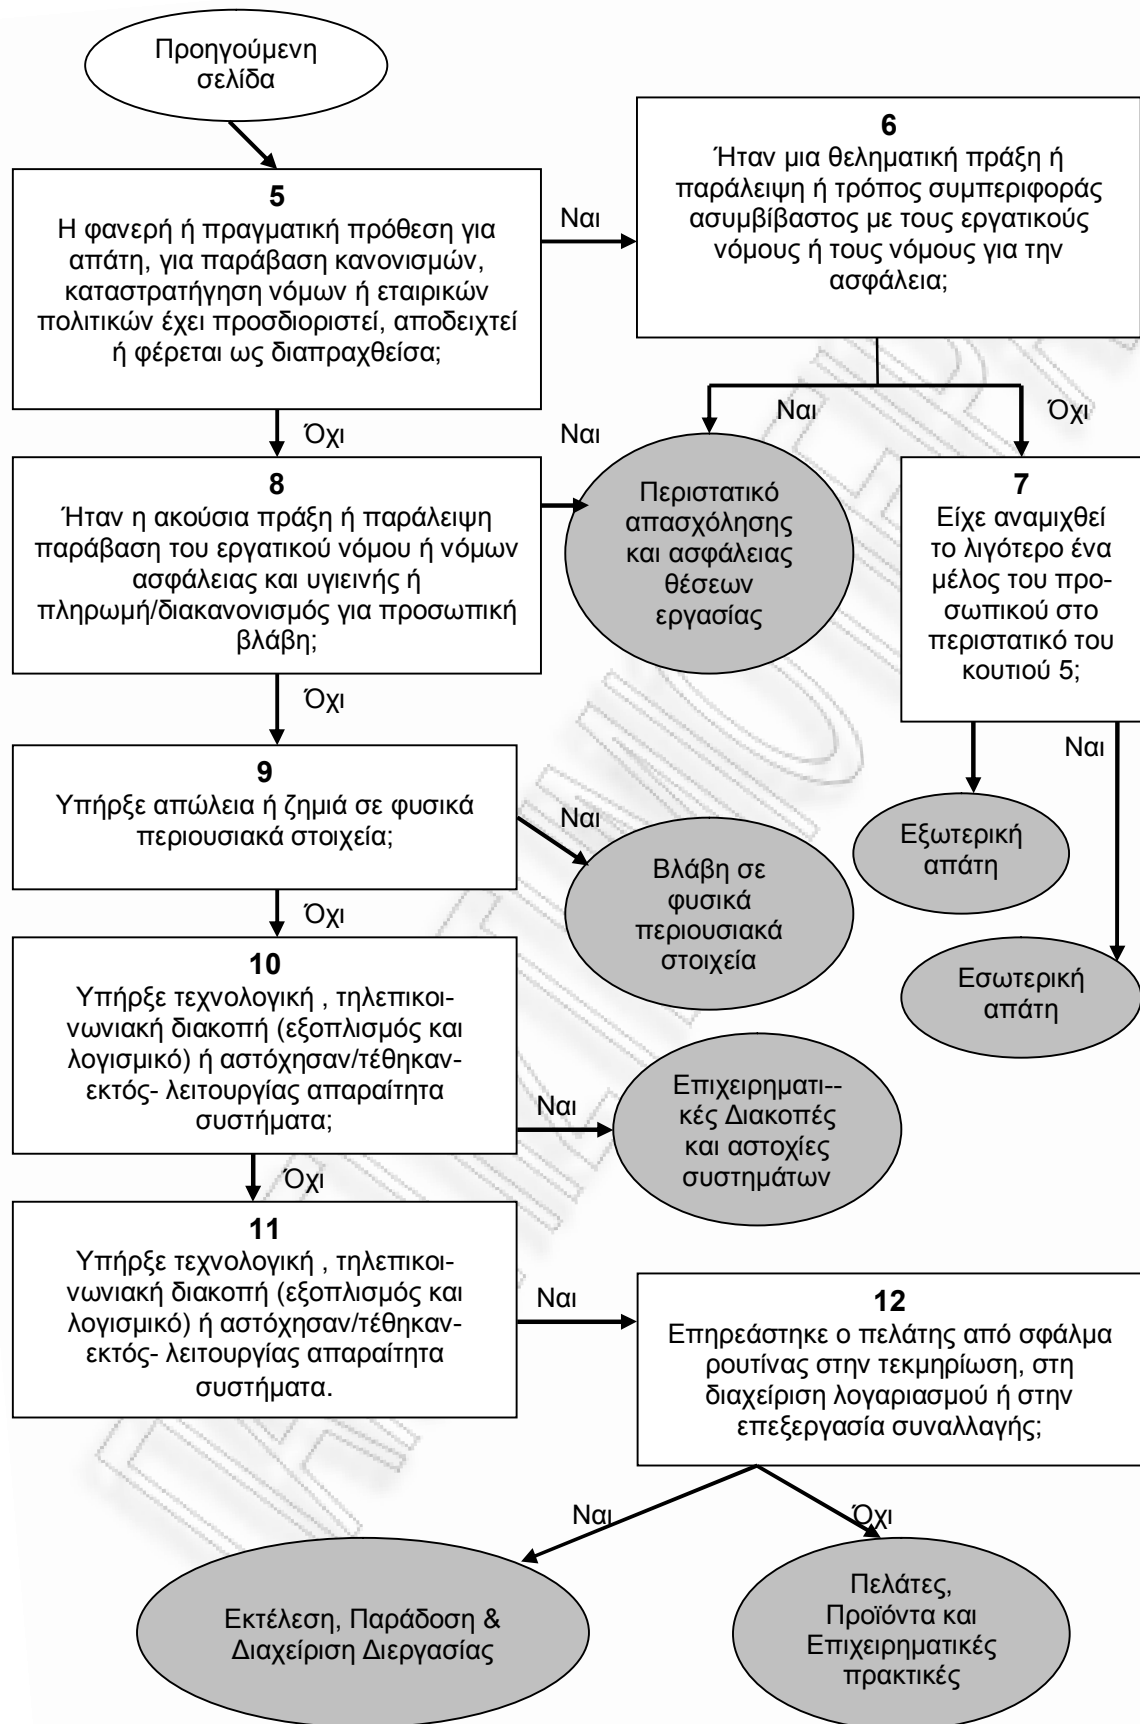 Προηγούμενη
σελίδα
5
Η φανερή ή πραγματική πρόθεση για
απάτη, για παράβαση κανονισμών,
καταστρατήγηση νόμων ή εταιρικών
πολιτικών έχει προσδιοριστεί, αποδειχτεί
ή φέρεται ως διαπραχθείσα;
Ναι
6
Ήταν μια θεληματική πράξη ή
παράλειψη ή τρόπος συμπεριφοράς
ασυμβίβαστος με τους εργατικούς
νόμους ή τους νόμους για την
ασφάλεια;
Όχι
Ναι
Ναι
Όχι
8
Ήταν η ακούσια πράξη ή παράλειψη
παράβαση του εργατικού νόμου ή νόμων
ασφάλειας και υγιεινής ή
πληρωμή/διακανονισμός για προσωπική
βλάβη;
Περιστατικό
απασχόλησης
και ασφάλειας
θέσεων
εργασίας
7
Είχε αναμιχθεί
το λιγότερο ένα
μέλος του προ-
σωπικού στο
περιστατικό του
κουτιού 5;
Όχι
Ναι
9
Υπήρξε απώλεια ή ζημιά σε φυσικά
περιουσιακά στοιχεία;
Ναι
Βλάβη σε
φυσικά
περιουσιακά
στοιχεία
Εξωτερική
απάτη
Εσωτερική
απάτη
Όχι
10
Υπήρξε τεχνολογική , τηλεπικοι-
νωνιακή διακοπή (εξοπλισμός και
λογισμικό) ή αστόχησαν/τέθηκαν-
εκτός- λειτουργίας απαραίτητα
συστήματα;
Ναι
Επιχειρηματι--
κές Διακοπές
και αστοχίες
συστημάτων
Όχι
11
Υπήρξε τεχνολογική , τηλεπικοι-
νωνιακή διακοπή (εξοπλισμός και
λογισμικό) ή αστόχησαν/τέθηκαν-
εκτός- λειτουργίας απαραίτητα
συστήματα.
Ναι
12
Επηρεάστηκε ο πελάτης από σφάλμα
ρουτίνας στην τεκμηρίωση, στη
διαχείριση λογαριασμού ή στην
επεξεργασία συναλλαγής;
Ναι
Όχι
Εκτέλεση, Παράδοση &
Διαχείριση Διεργασίας
Πελάτες,
Προϊόντα και
Επιχειρηματικές
πρακτικές